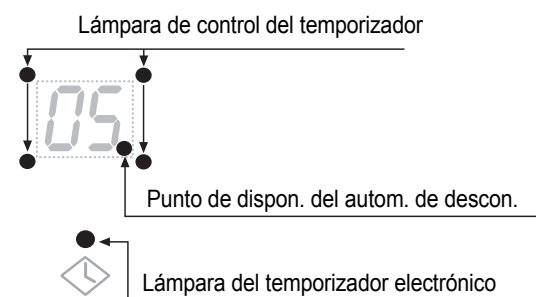 Lámpara de control del temporizador
05.
Punto de dispon. del autom. de descon.
Lámpara del temporizador electrónico